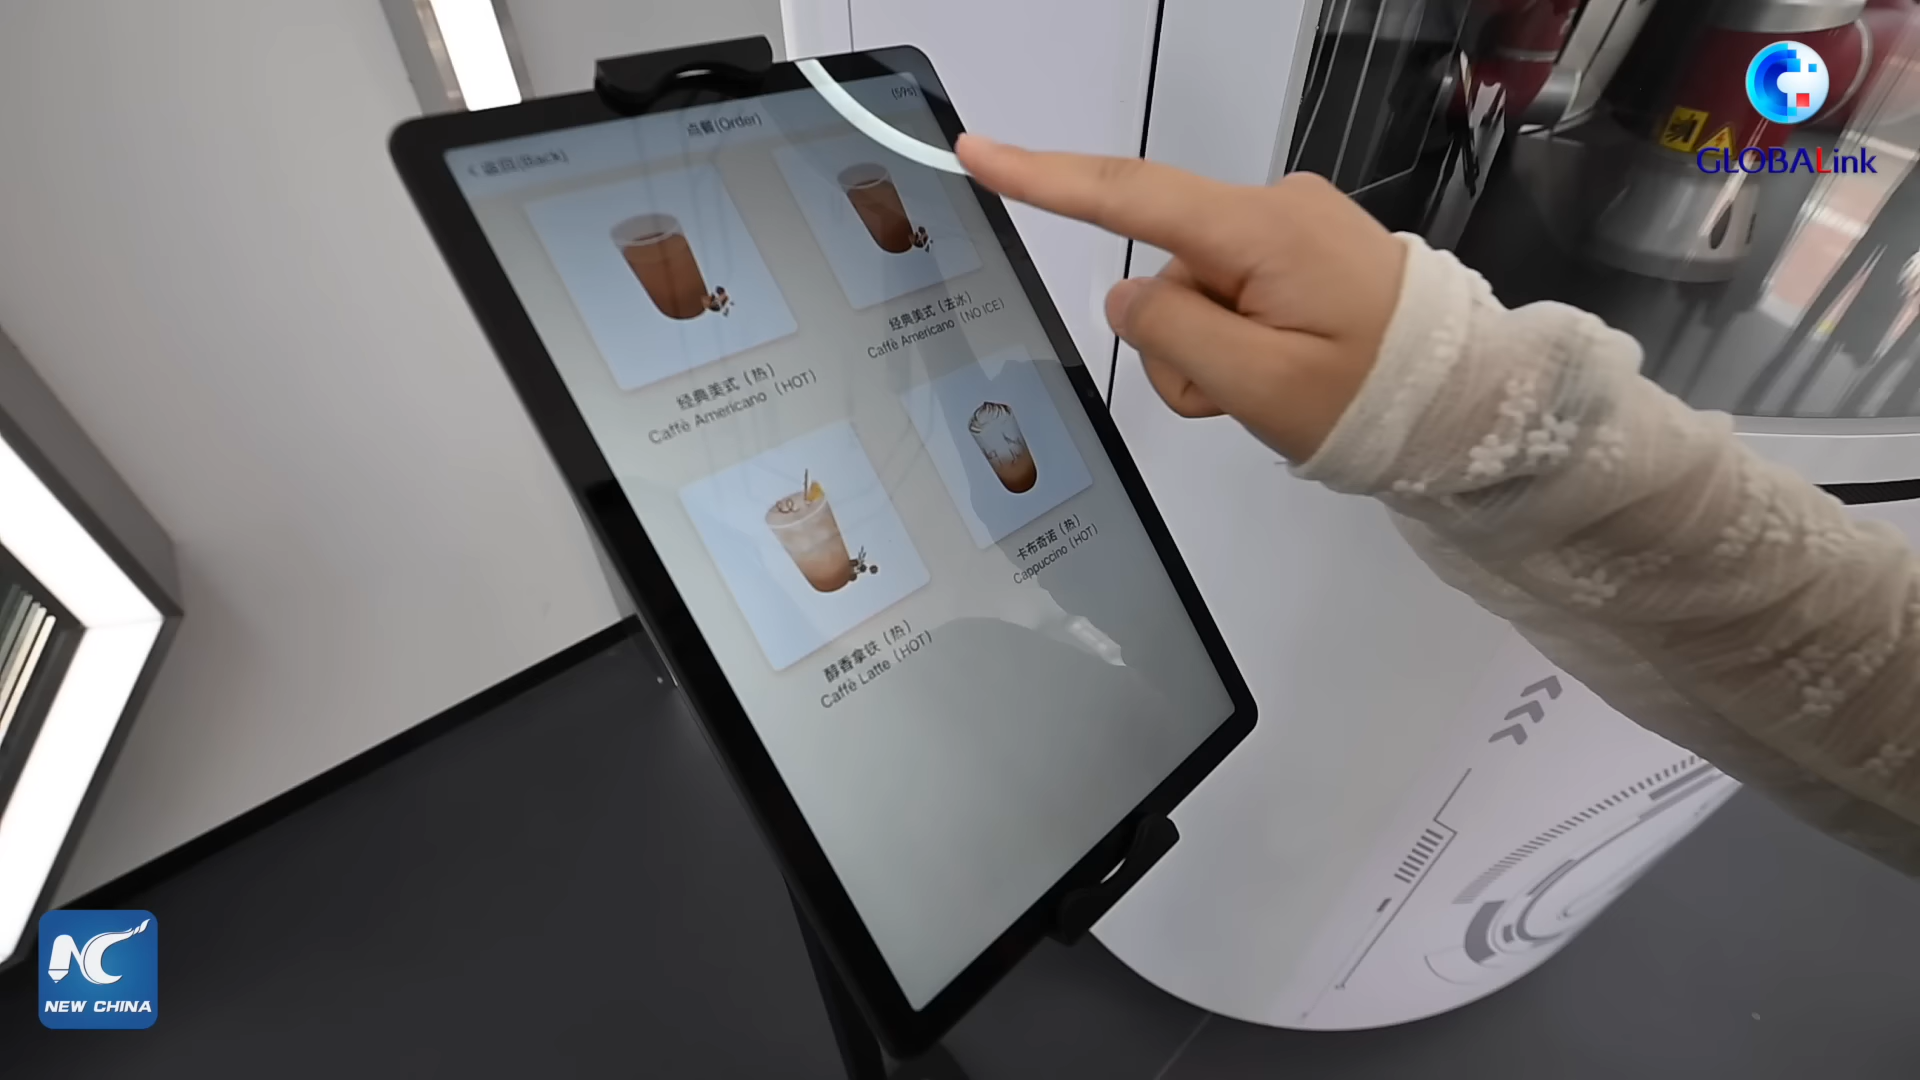 GLOBALink
(59s)
点餐(Order)
< 返回(Back)
经典美式（去冰）
Caffè Americano（NO ICE）
经典美式（热）
Caffè Americano（HOT）
卡布奇诺（热）
Cappuccino（HOT）
醇香拿铁（热）
Caffè Latte（HOT）
NC
NEW CHINA